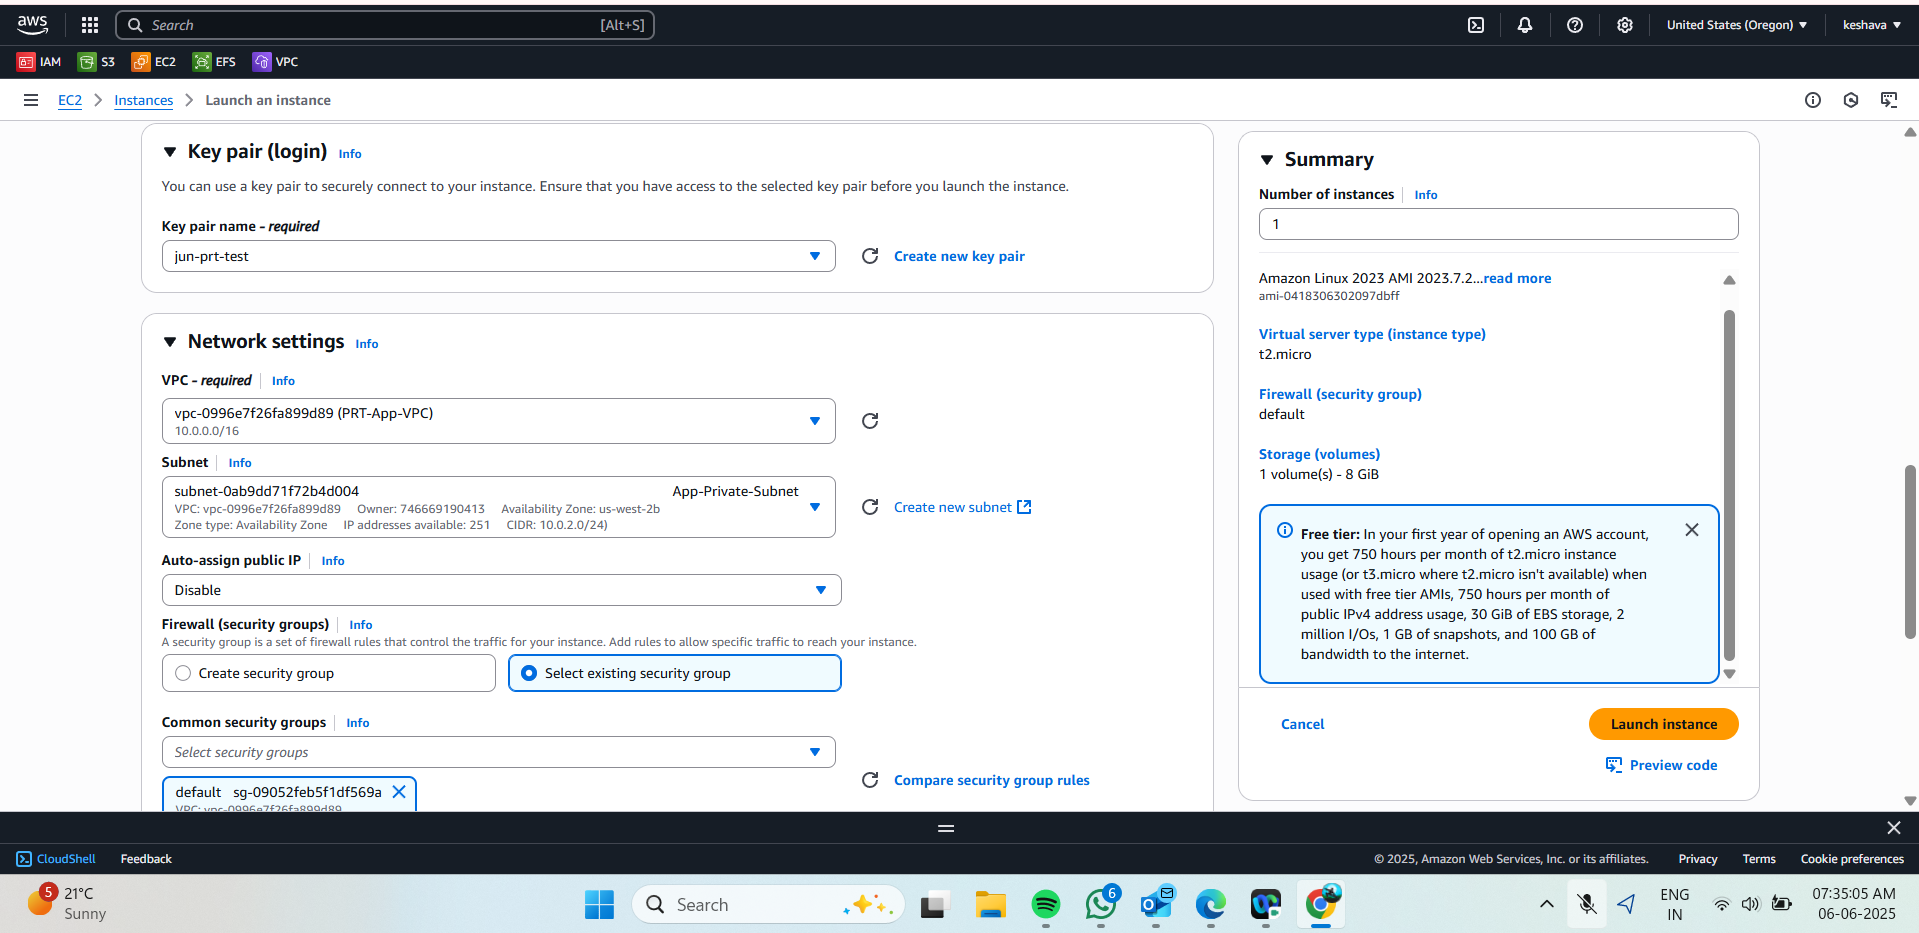 aws
Search [Alt+S]
United States (Oregon)
keshava
IAM S3 EC2 EFS VPC
EC2 Instances Launch an instance
Key pair (login) Info
You can use a key pair to securely connect to your instance. Ensure that you have access to the selected key pair before you launch the instance.
Key pair name - required
jun-prt-test
Create new key pair
Network settings Info
VPC - required Info
vpc-0996e7f26fa899d89 (PRT-App-VPC)
10.0.0.0/16
Subnet Info
subnet-0ab9dd71f72b4d004 App-Private-Subnet
VPC: vpc-0996e7f26fa899d89 Owner: 746669190413 Availability Zone: us-west-2b
Zone type: Availability Zone IP addresses available: 251 CIDR: 10.0.2.0/24)
Create new subnet
Auto-assign public IP Info
Disable
Firewall (security groups) Info
A security group is a set of firewall rules that control the traffic for your instance. Add rules to allow specific traffic to reach your instance.
Create security group
Select existing security group
Common security groups Info
Select security groups
default sg-09052feb5f1df569a
VPC: vpc-0996e7f26fa899d89
Compare security group rules
Summary
Number of instances Info
1
Amazon Linux 2023 AMI 2023.7.2...read more
ami-0418306302097dbff
Virtual server type (instance type)
t2.micro
Firewall (security group)
default
Storage (volumes)
1 volume(s) - 8 GiB
Free tier: In your first year of opening an AWS account,
you get 750 hours per month of t2.micro instance
usage (or t3.micro where t2.micro isn't available) when
used with free tier AMIs, 750 hours per month of
public IPv4 address usage, 30 GiB of EBS storage, 2
million I/Os, 1 GB of snapshots, and 100 GB of
bandwidth to the internet.
Cancel
Launch instance
Preview code
CloudShell Feedback
© 2025, Amazon Web Services, Inc. or its affiliates. Privacy Terms Cookie preferences
5
21°C
Sunny
Search
6
ENG
IN
07:35:05 AM
06-06-2025